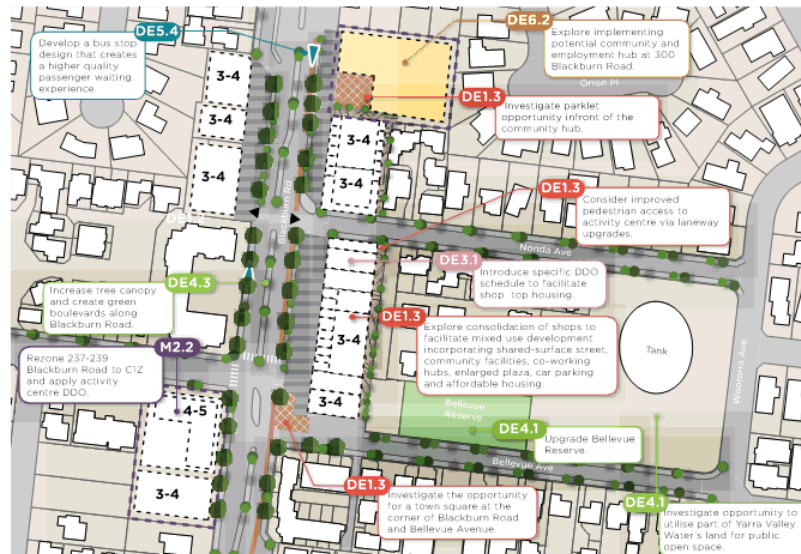 DE5.4
Develop a bus stop
design that creates
a higher quality
passenger waiting
experience.
DE6.2
Explore implementing
potential community and
employment hub at 300
Blackburn Road.
Orion Pl
DE1.3
Investigate parklet
opportunity infront of the
community hub.
3-4
3-4
3-4
3-4
3-4
Blackburn Rd
DE1.3
Consider improved
pedestrian access to
activity centre via laneway
upgrades.
Nonda Ave
DE3.1
Introduce specific DDO
schedule to facilitate
shop top housing.
DE4.3
Increase tree canopy
and create green
boulevards along
Blackburn Road.
DE1.3
Explore consolidation of shops to
facilitate mixed use development
incorporating shared-surface street,
community facilities, co-working
hubs, enlarged plaza, car parking
and affordable housing.
3-4
3-4
Tank
Woorarra Ave
M2.2
Rezone 237-239
Blackburn Road to C1Z
and apply activity
centre DDO.
4-5
3-4
Bellevue
Reserve
DE4.1
Upgrade Bellevue
Reserve.
Bellevue Ave
DE1.3
Investigate the opportunity
for a town square at the
corner of Blackburn Road
and Bellevue Avenue.
DE4.1
Investigate opportunity to
utilise part of Yarra Valley
Water's land for public
open space.